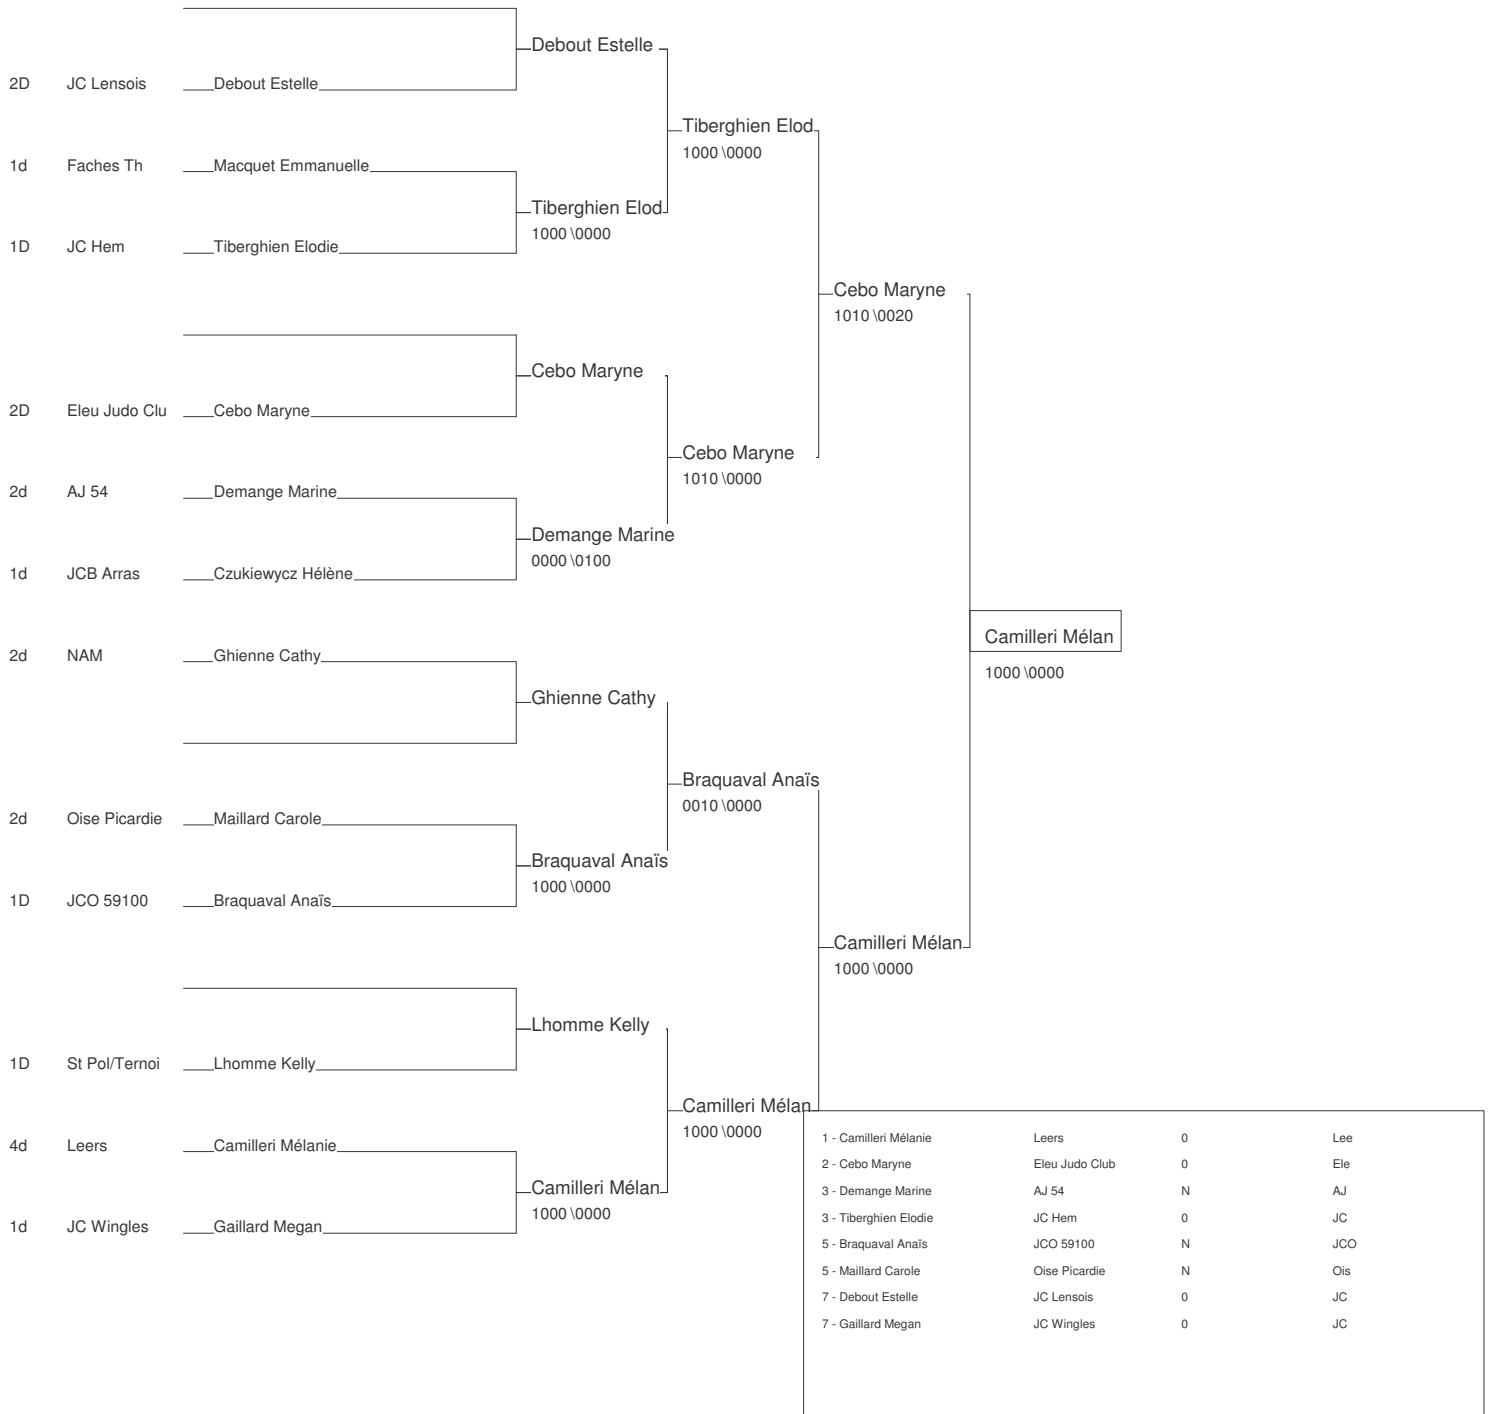 Debout Estelle
2D JC Lensois Debout Estelle
Tiberghien Elod
1000 \0000
1d Faches Th Macquet Emmanuelle
Tiberghien Elod
1000 \0000
1D JC Hem Tiberghien Elodie
Cebo Maryne
1010 \0020
Cebo Maryne
2D Eleu Judo Clu Cebo Maryne
Cebo Maryne
1010 \0000
2d AJ 54 Demange Marine
Demange Marine
0000 \0100
1d JCB Arras Czukiewycz Hélène
Camilleri Mélan
1000 \0000
2d NAM Ghienne Cathy
Ghienne Cathy
Braquaval Anaïs
0010 \0000
2d Oise Picardie Maillard Carole
Braquaval Anaïs
1000 \0000
1D JCO 59100 Braquaval Anaïs
Camilleri Mélan
1000 \0000
Lhomme Kelly
1D St Pol/Ternoi Lhomme Kelly
Camilleri Mélan
1000 \0000
4d Leers Camilleri Mélanie
Camilleri Mélan
1000 \0000
1d JC Wingles Gaillard Megan
1 - Camilleri Mélanie Leers 0 Lee
2 - Cebo Maryne Eleu Judo Club 0 Ele
3 - Demange Marine AJ 54 N AJ
3 - Tiberghien Elodie JC Hem 0 JC
5 - Braquaval Anaïs JCO 59100 N JCO
5 - Maillard Carole Oise Picardie N Ois
7 - Debout Estelle JC Lensois 0 JC
7 - Gaillard Megan JC Wingles 0 JC